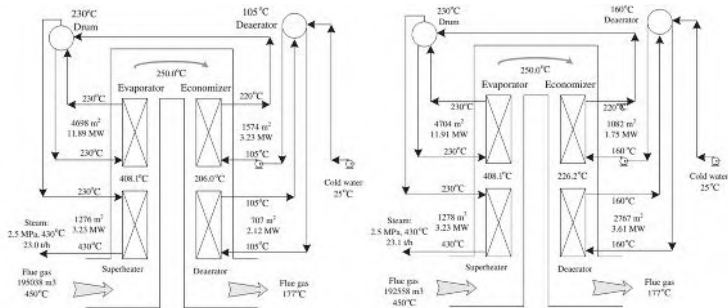 230°C
Drum
105°C
Deaerator
250.0°C
Evaporator
Economizer
230°C
220°C
4698 m²
11.89 MW
1574 m²
3.23 MW
230°C
105°C
408.1°C
206.0°C
Cold water
25°C
230°C
105°C
Steam:
2.5 MPa, 430°C
23.0 t/h
1276 m²
3.23 MW
707 m²
2.12 MW
430°C
105°C
Superheater
Deaerator
Flue gas
195038 m3
450°C
Flue gas
177°C
230°C
Drum
160°C
Deaerator
250.0°C
Evaporator
Economizer
230°C
220°C
4704 m²
11.91 MW
1082 m²
1.75 MW
230°C
160°C
408.1°C
226.2°C
Cold water
25°C
230°C
160°C
Steam:
2.5 MPa, 430°C
23.1 t/h
1278 m²
3.23 MW
2767 m²
3.61 MW
430°C
160°C
Superheater
Deaerator
Flue gas
192558 m3
450°C
Flue gas
177°C